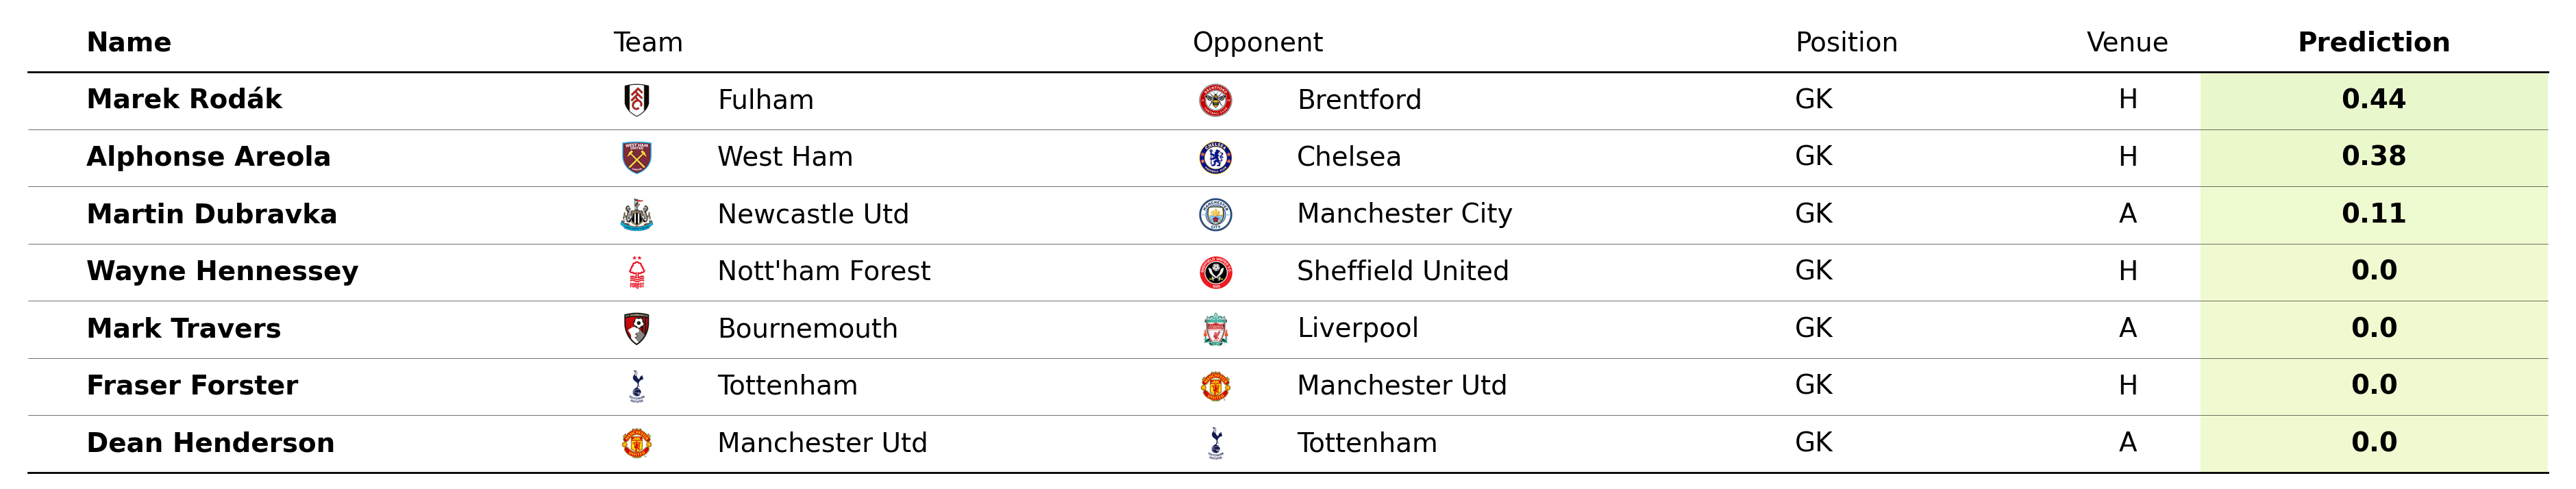 Name Team Opponent Position Venue Prediction
Marek Rodák Fulham Brentford GK H 0.44
Alphonse Areola West Ham Chelsea GK H 0.38
Martin Dubravka Newcastle Utd Manchester City GK A 0.11
Wayne Hennessey Nott'ham Forest Sheffield United GK H 0.0
Mark Travers Bournemouth Liverpool GK A 0.0
Fraser Forster Tottenham Manchester Utd GK H 0.0
Dean Henderson Manchester Utd Tottenham GK A 0.0